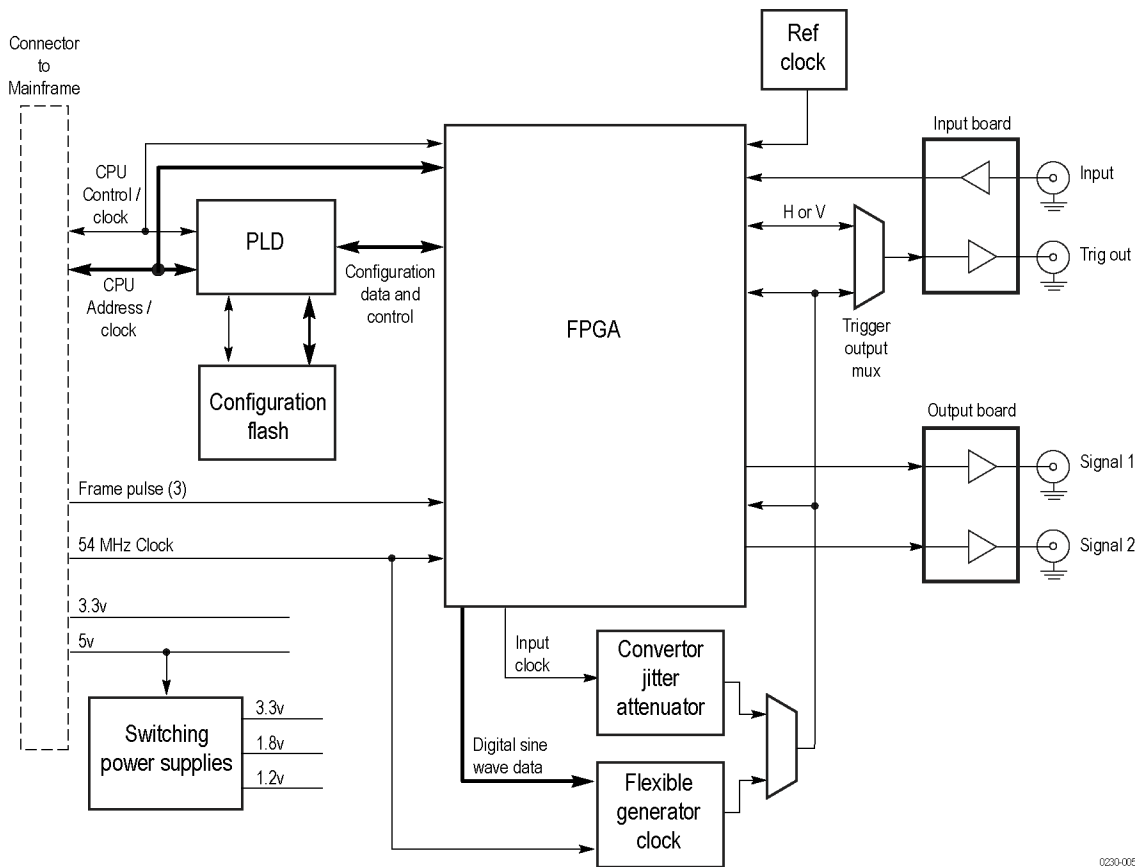 Connector
to
Mainframe
Ref
clock
Input board
Input
CPU
Control /
clock
PLD
H or V
Trig out
CPU
Address /
clock
Configuration
data and
control
FPGA
Trigger
output
mux
Configuration
flash
Output board
Signal 1
Frame pulse (3)
54 MHz Clock
Signal 2
3.3v
5v
Input
clock
Convertor
jitter
attenuator
Switching
power supplies
3.3v
1.8v
1.2v
Digital sine
wave data
Flexible
generator
clock
0230-005